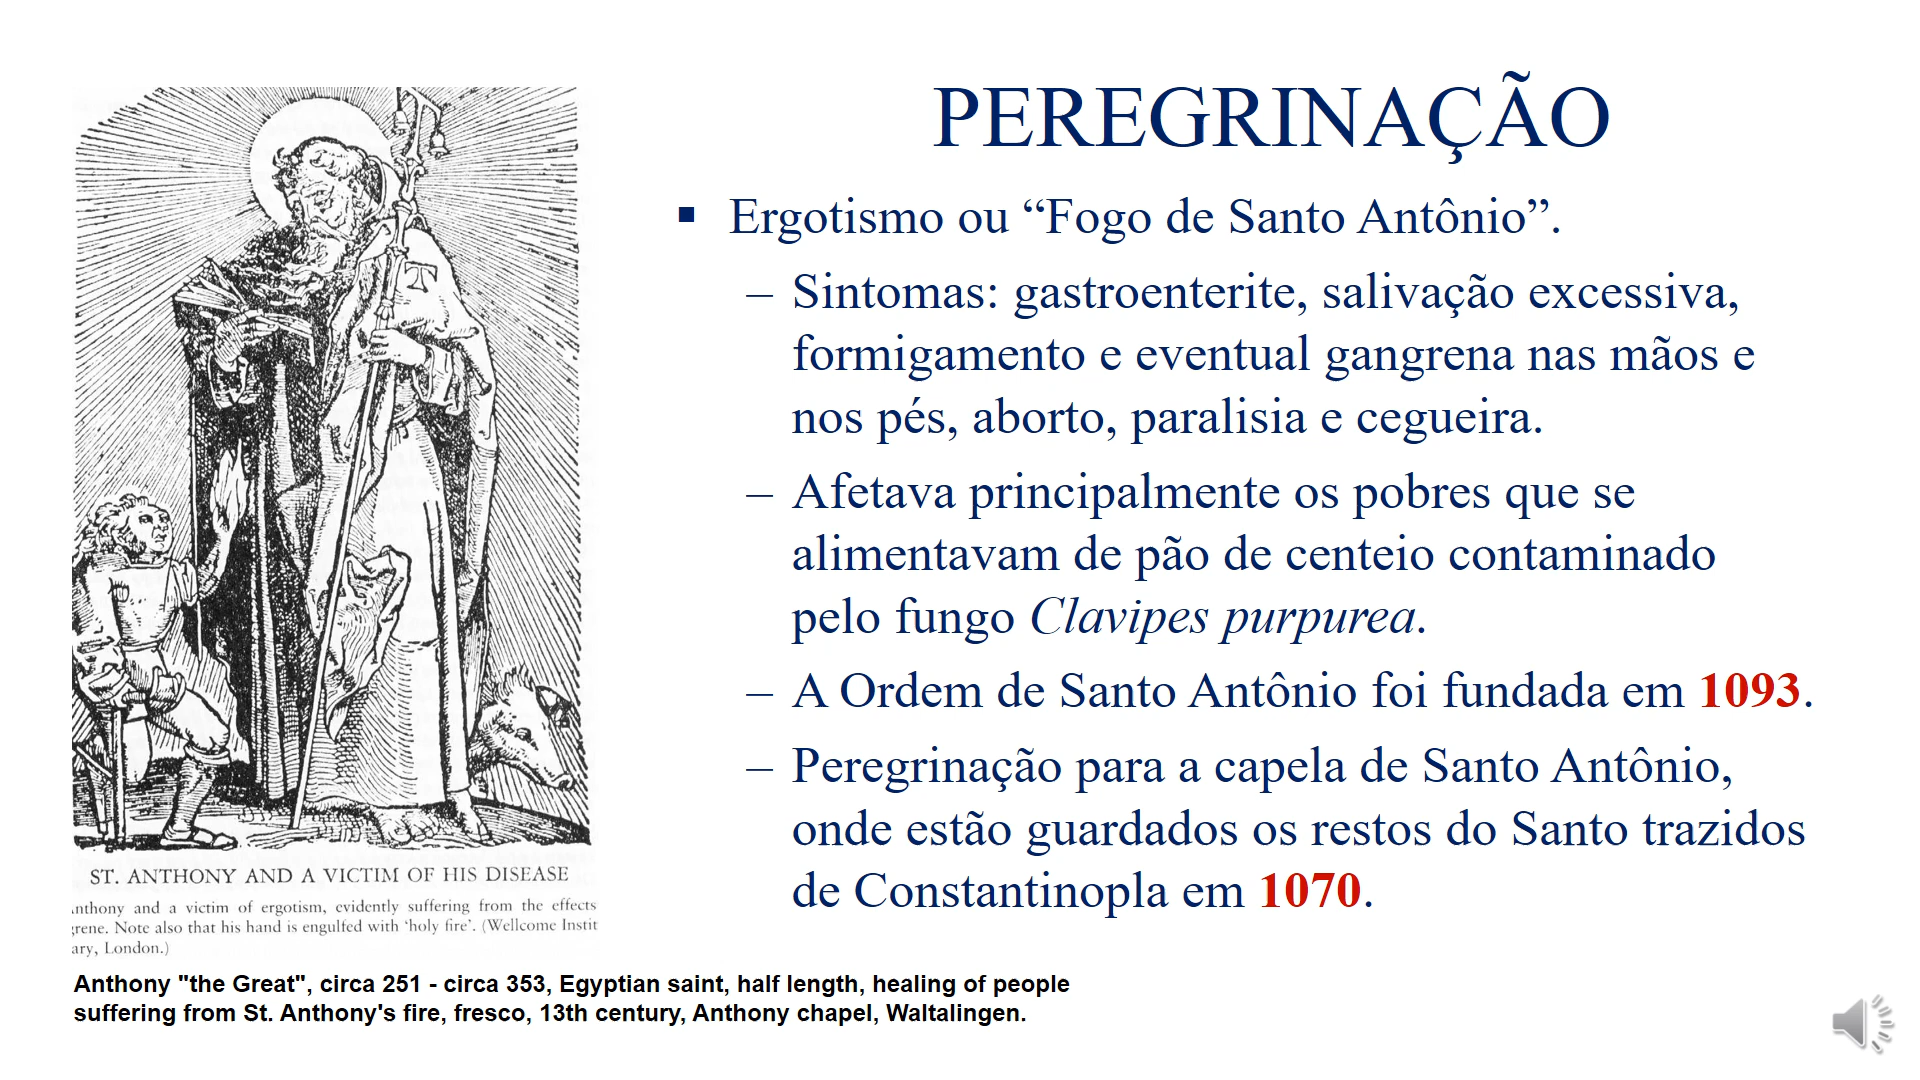 PEREGRINAÇÃO
▪ Ergotismo ou “Fogo de Santo Antônio”.
– Sintomas: gastroenterite, salivação excessiva,
formigamento e eventual gangrena nas mãos e
nos pés, aborto, paralisia e cegueira.
– Afetava principalmente os pobres que se
alimentavam de pão de centeio contaminado
pelo fungo Clavipes purpurea.
– A Ordem de Santo Antônio foi fundada em 1093.
– Peregrinação para a capela de Santo Antônio,
onde estão guardados os restos do Santo trazidos
de Constantinopla em 1070.
T
ST. ANTHONY AND A VICTIM OF HIS DISEASE
nthony and a victim of ergotism, evidently suffering from the effects
grene. Note also that his hand is engulfed with ‘holy fire’. (Wellcome Instit
ary, London.)
Anthony "the Great", circa 251 - circa 353, Egyptian saint, half length, healing of people
suffering from St. Anthony's fire, fresco, 13th century, Anthony chapel, Waltalingen.